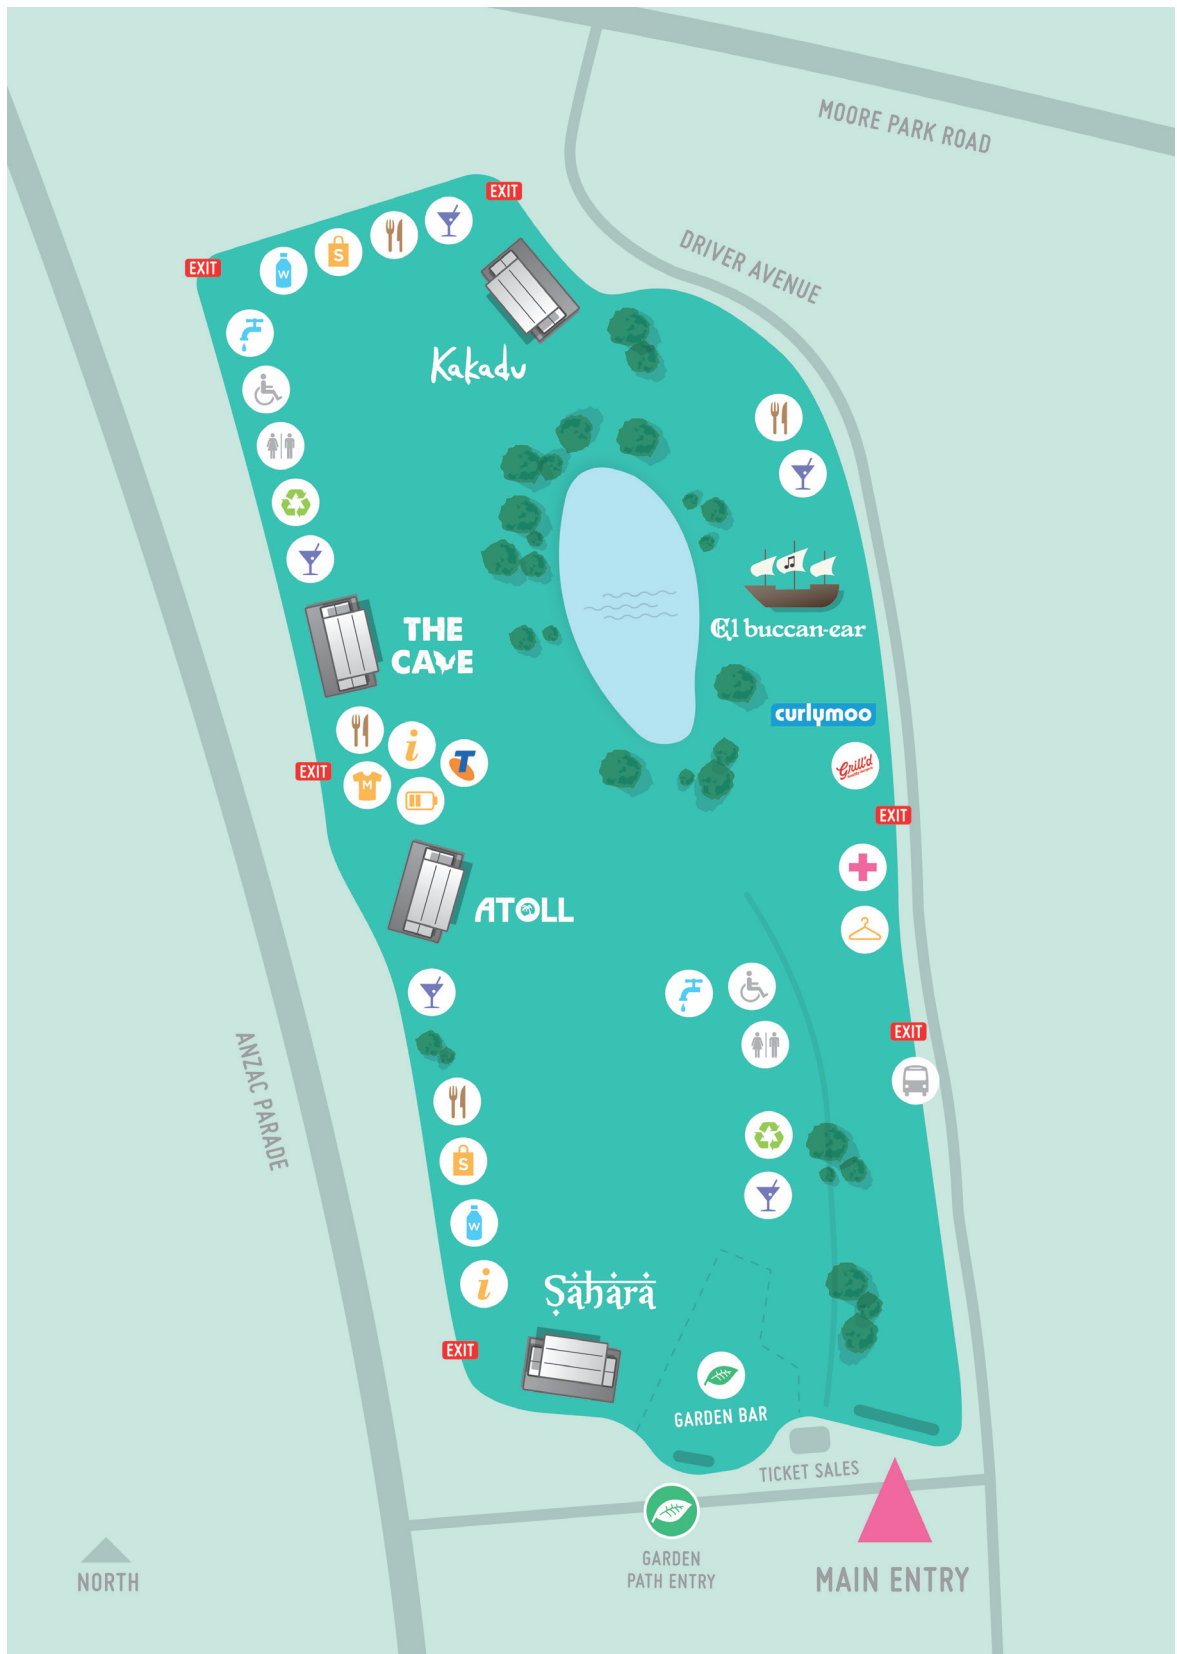 MOORE PARK ROAD
DRIVER AVENUE
EXIT
EXIT
S
W
Kakadu
El buccan-ear
THE
CAVE
curlymoo
Grill'd
i
T
EXIT
M
EXIT
ATOLL
EXIT
ANZAC PARADE
S
W
i
Sahara
EXIT
GARDEN BAR
TICKET SALES
GARDEN
PATH ENTRY
MAIN ENTRY
NORTH